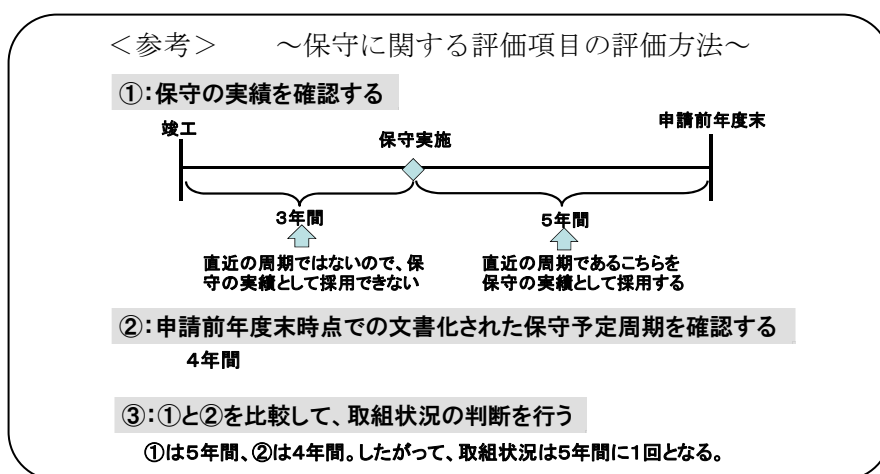 ＜参考＞　～保守に関する評価項目の評価方法～
①：保守の実績を確認する
竣工
保守実施
申請前年度末
３年間
５年間
直近の周期ではないので、保
守の実績として採用できない
直近の周期であるこちらを
保守の実績として採用する
②：申請前年度末時点での文書化された保守予定周期を確認する
４年間
③：①と②を比較して、取組状況の判断を行う
①は５年間、②は４年間。したがって、取組状況は５年間に１回となる。